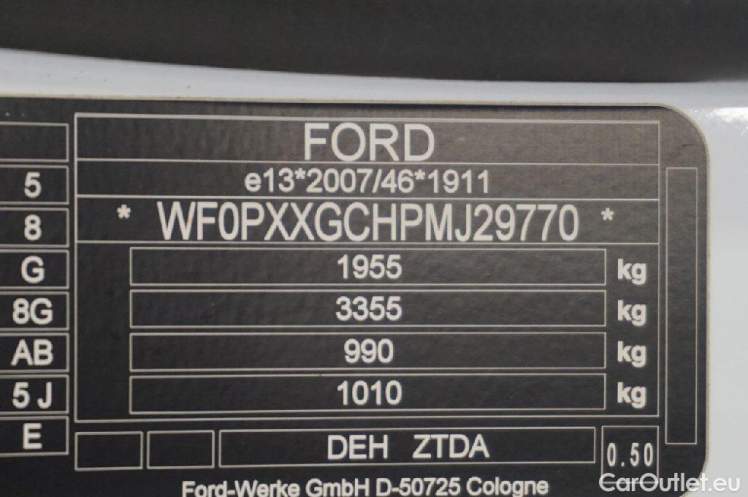 FORD
5 e13*2007/46*1911
8 * WF0PXXGCHPMJ29770 *
G 1955 kg
8G 3355 kg
AB 990 kg
5 J 1010 kg
E DEH ZTDA 0.50
Ford-Werke GmbH D-50725 Cologne
CarOutlet.eu